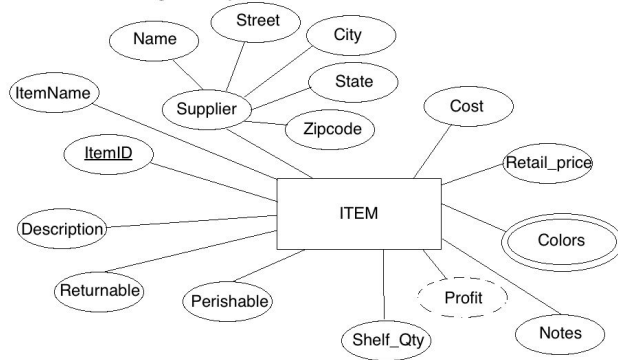 Street
Name
City
State
ItemName
Supplier
Cost
Zipcode
ItemID
Retail_price
ITEM
Description
Colors
Returnable
Perishable
Profit
Shelf_Qty
Notes